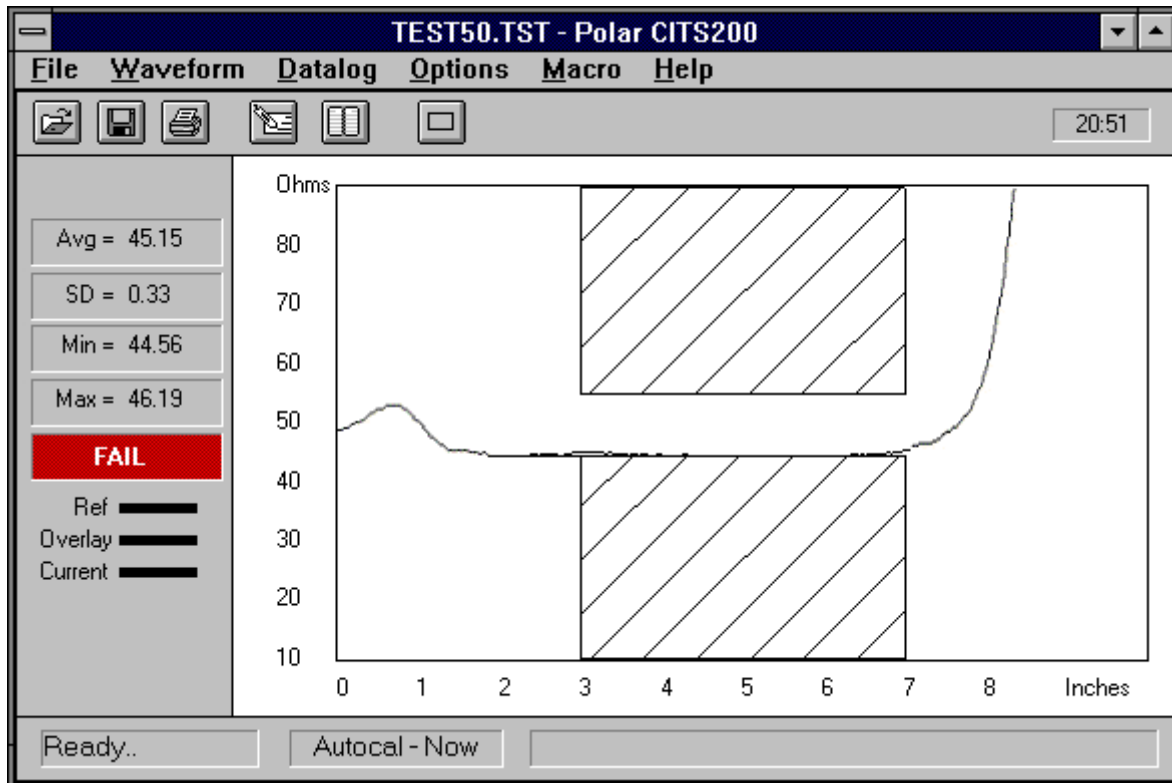 TEST50.TST - Polar CITS200
File Waveform Datalog Options Macro Help
20:51
Avg = 45.15
SD = 0.33
Min = 44.56
Max = 46.19
FAIL
Ref
Overlay
Current
Ohms
80
70
60
50
40
30
20
10
0 1 2 3 4 5 6 7 8 Inches
Ready.. Autocal - Now